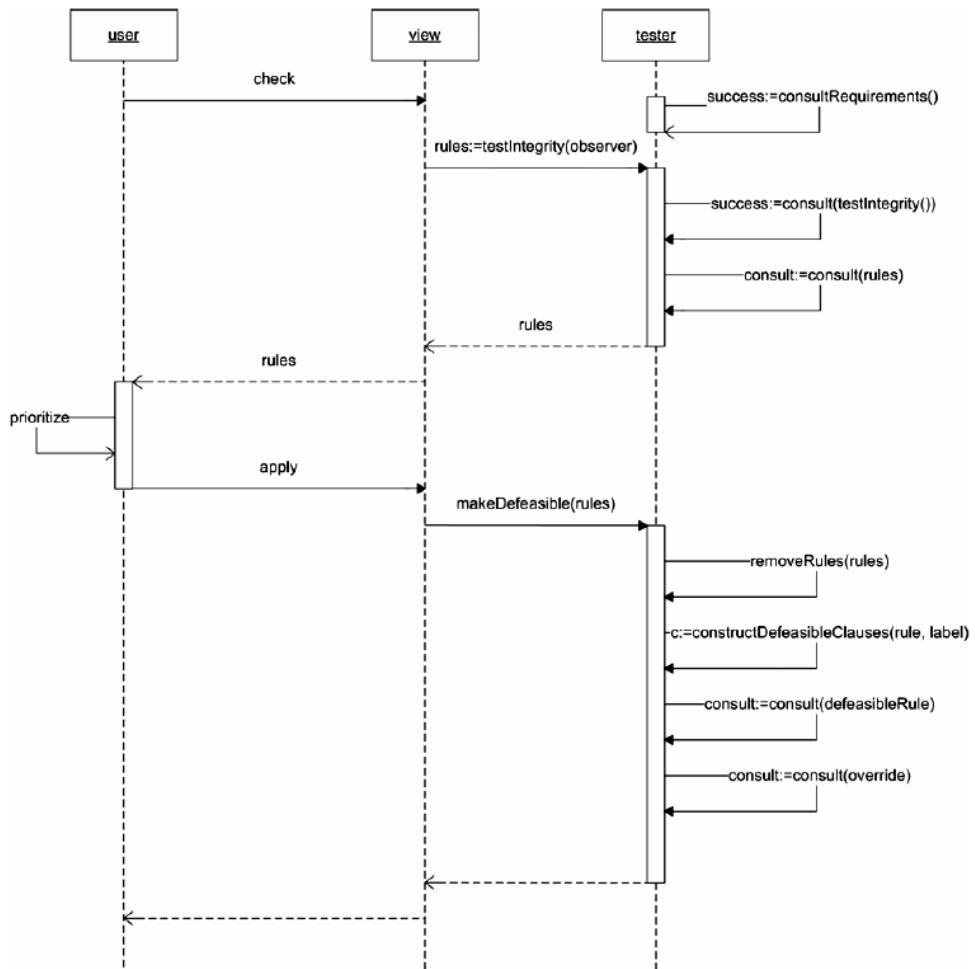 user
view
tester
check
success:=consultRequirements()
rules:=testIntegrity(observer)
success:=consult(testIntegrity())
consult:=consult(rules)
rules
rules
prioritize
apply
makeDefeasible(rules)
removeRules(rules)
c:=constructDefeasibleClauses(rule, label)
consult:=consult(defeasibleRule)
consult:=consult(override)